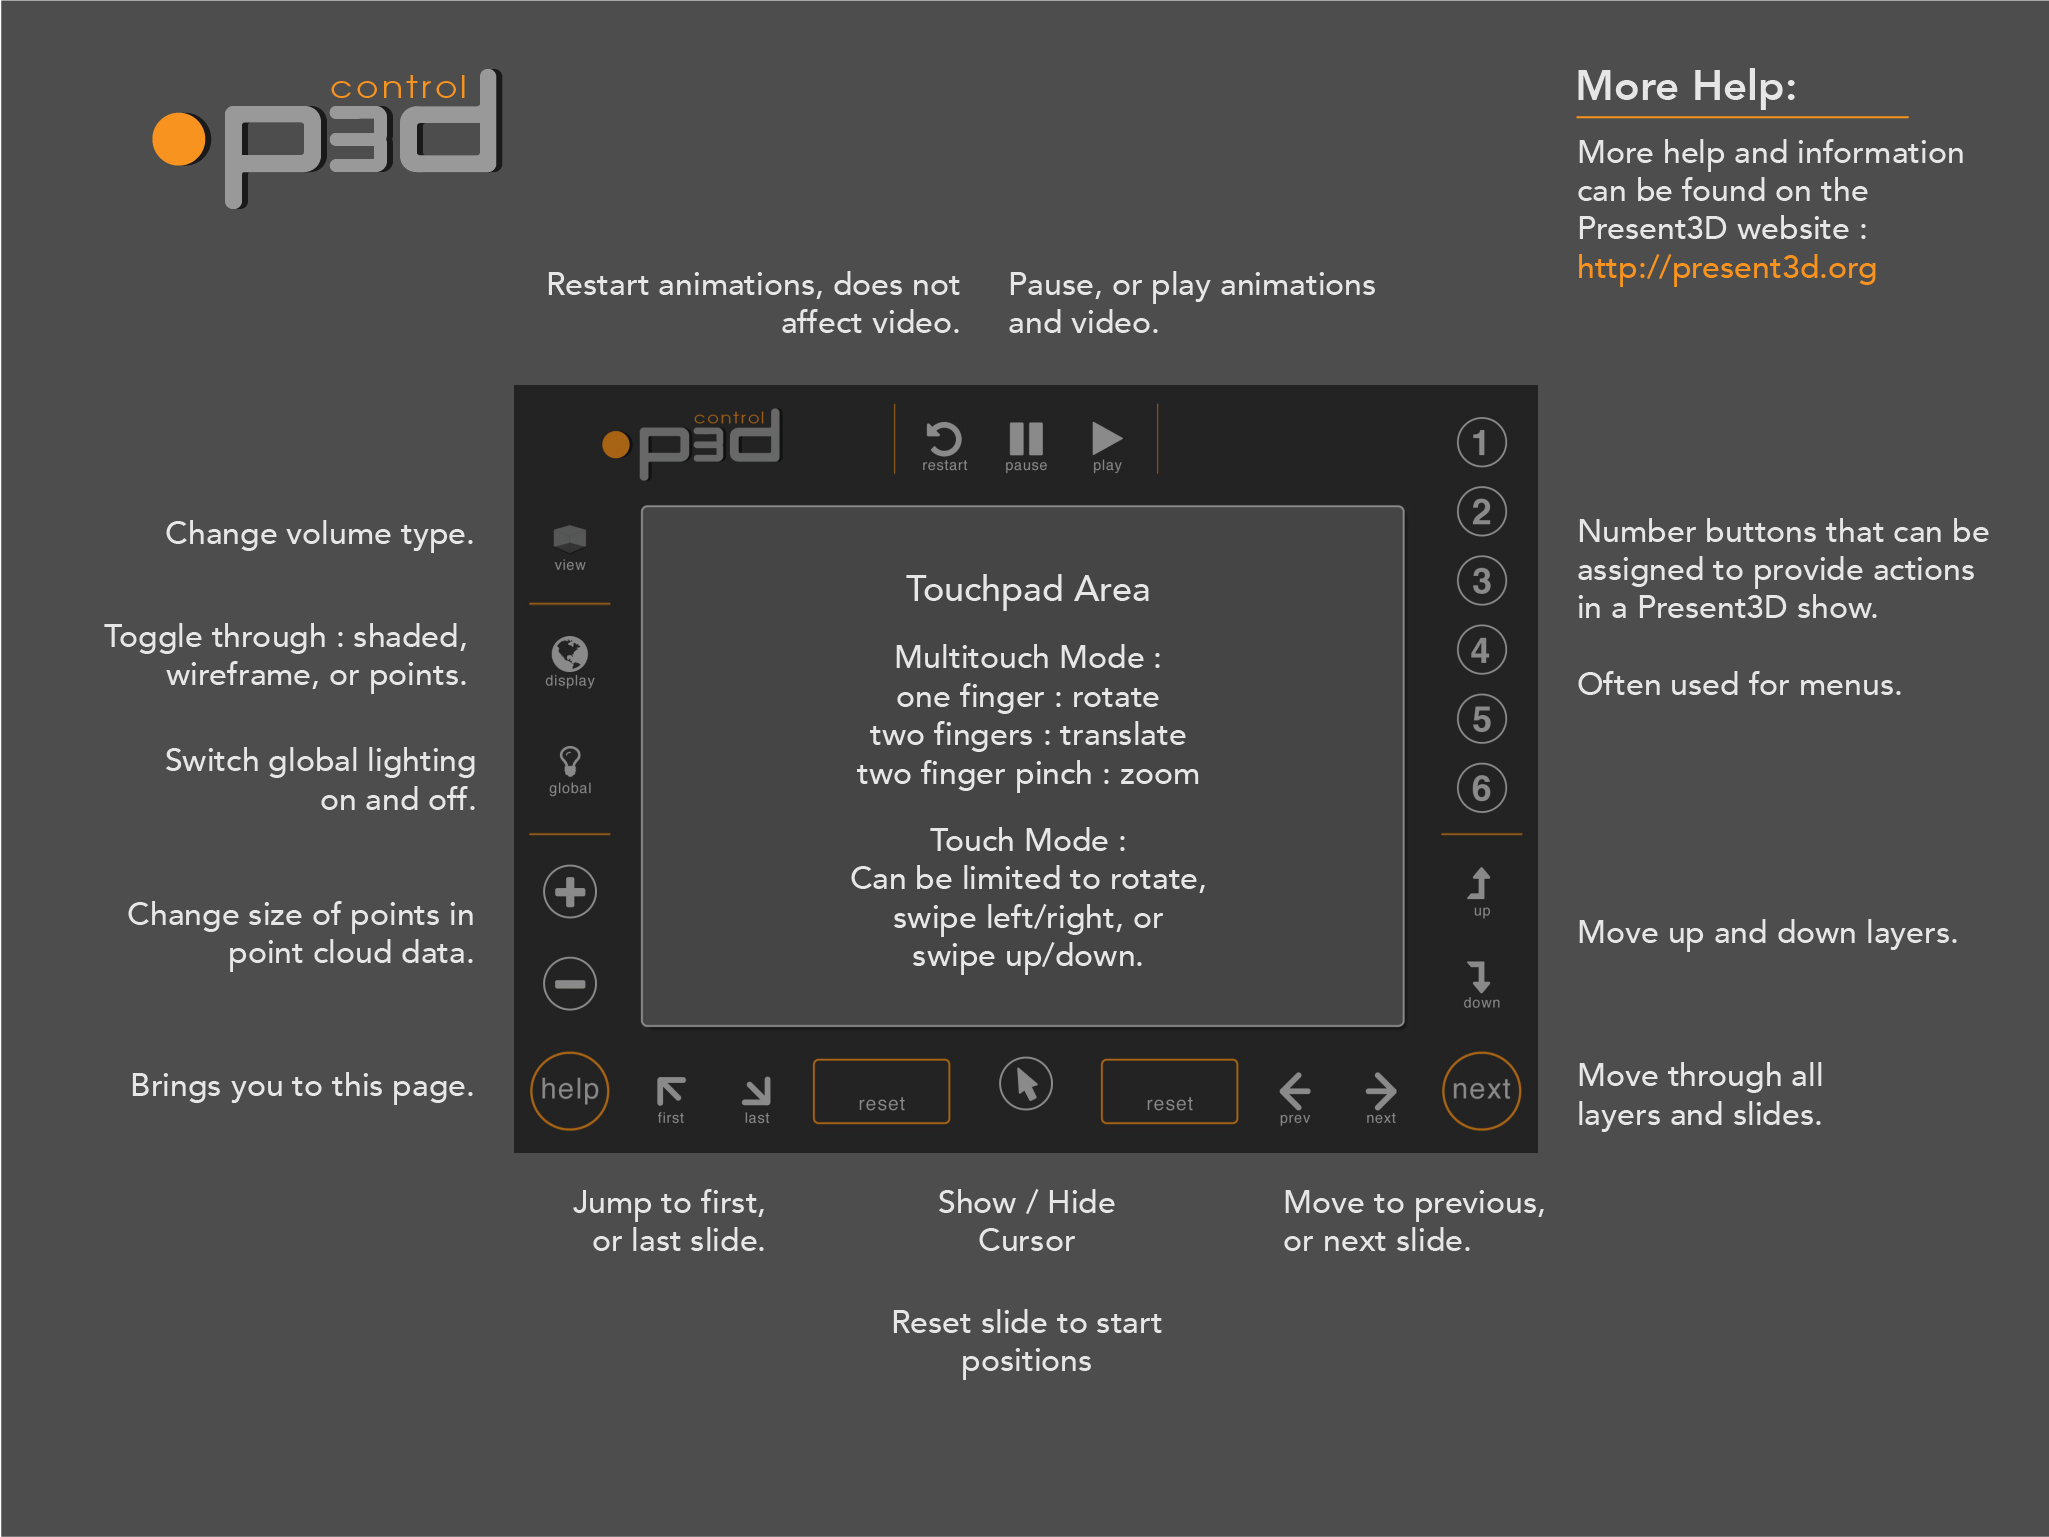 control
p3d
More Help:
More help and information
can be found on the
Present3D website :
http://present3d.org
Restart animations, does not
affect video.
Pause, or play animations
and video.
control
p3d
restart
pause
play
1
2
3
4
5
6
Change volume type.
view
Toggle through : shaded,
wireframe, or points.
display
Switch global lighting
on and off.
global
Change size of points in
point cloud data.
Brings you to this page.
Touchpad Area
Multitouch Mode :
one finger : rotate
two fingers : translate
two finger pinch : zoom
Touch Mode :
Can be limited to rotate,
swipe left/right, or
swipe up/down.
Number buttons that can be
assigned to provide actions
in a Present3D show.
Often used for menus.
up
Move up and down layers.
down
help
first
last
reset
reset
prev
next
next
Move through all
layers and slides.
Jump to first,
or last slide.
Show / Hide
Cursor
Move to previous,
or next slide.
Reset slide to start
positions